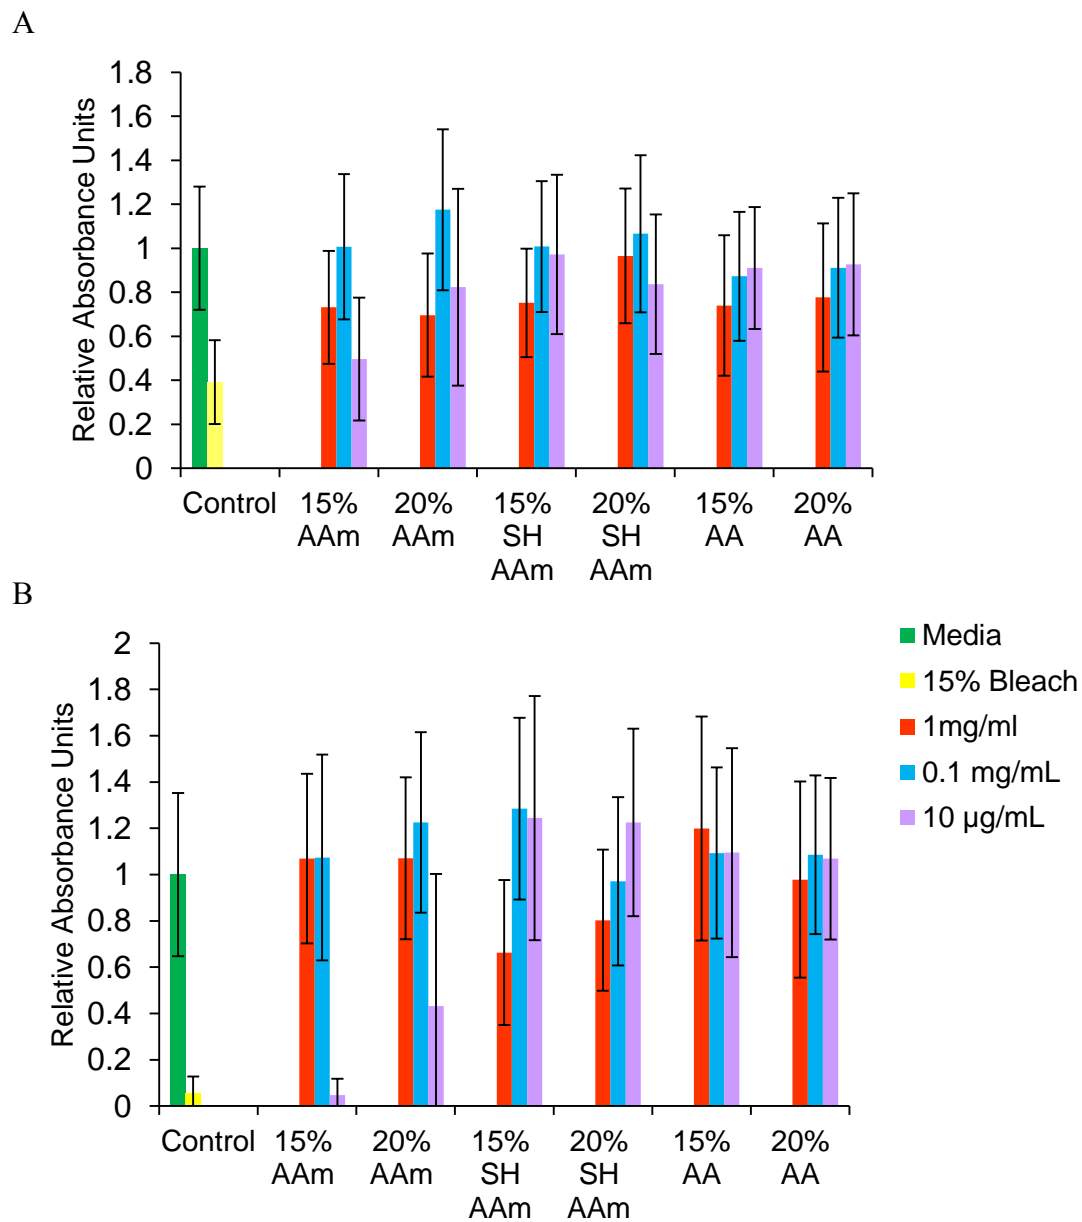 A
Relative Absorbance Units
1.8
1.6
1.4
1.2
1
0.8
0.6
0.4
0.2
0
Control
15%
AAm
20%
AAm
15%
SH
AAm
20%
SH
AAm
15%
AA
20%
AA
B
Relative Absorbance Units
2
1.8
1.6
1.4
1.2
1
0.8
0.6
0.4
0.2
0
Control
15%
AAm
20%
AAm
15%
SH
AAm
20%
SH
AAm
15%
AA
20%
AA
Media
15% Bleach
1mg/ml
0.1 mg/mL
10 µg/mL